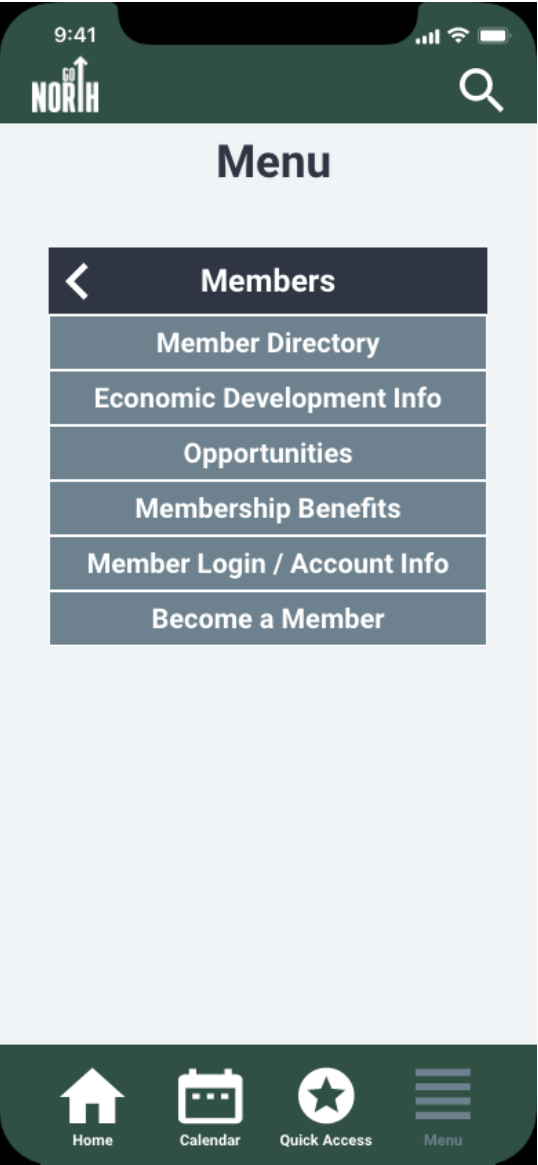 9:41
GO
NORTH
Menu
Members
Member Directory
Economic Development Info
Opportunities
Membership Benefits
Member Login / Account Info
Become a Member
Home
Calendar
Quick Access
Menu